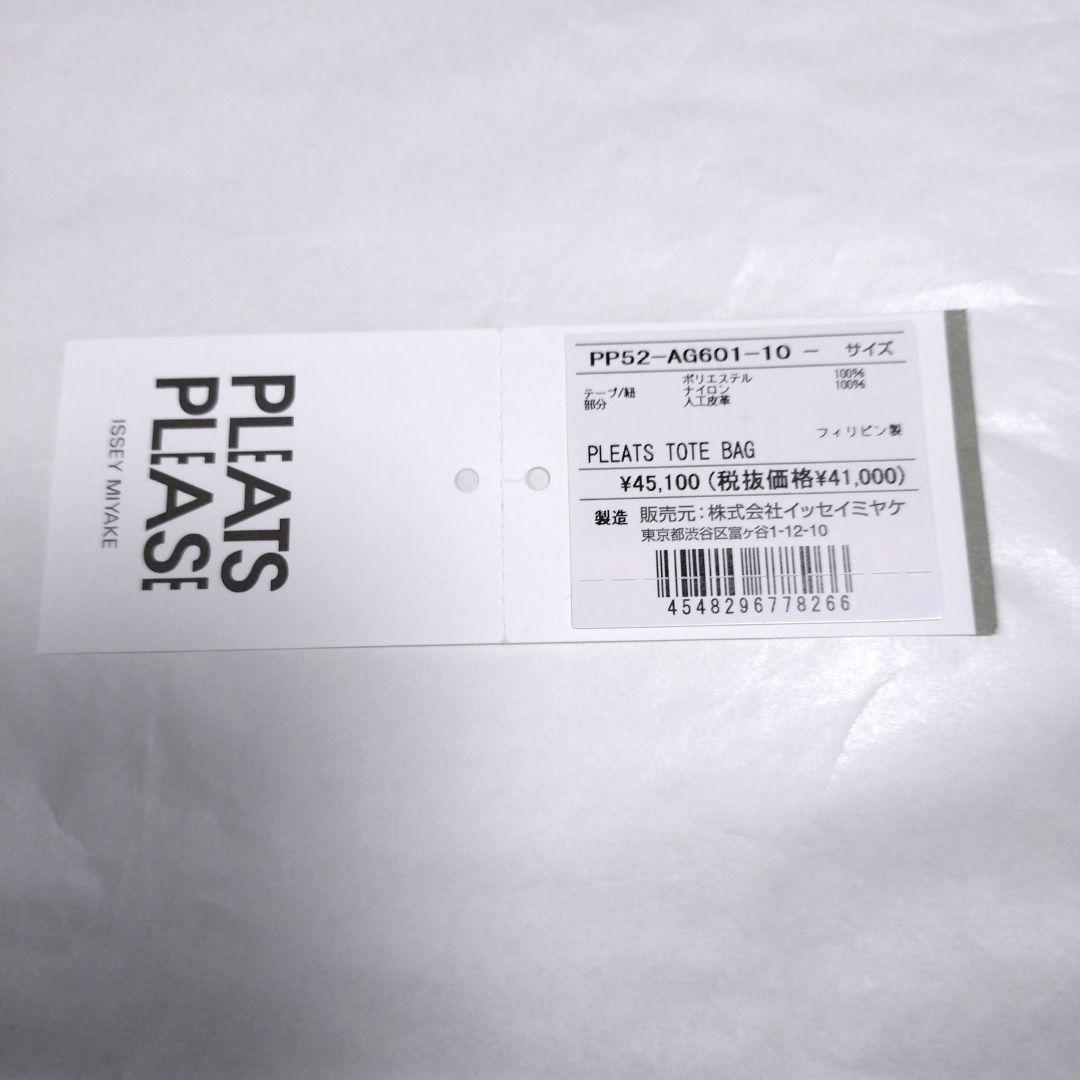 PLEATS
PLEASE
ISSEY MIYAKE
PP52-AG601-10 - サイズ
ポリエステル 100%
テープ/紐 ナイロン 100%
部分 人工皮革
フィリピン製
PLEATS TOTE BAG
¥45,100(税抜価格¥41,000)
製造 販売元:株式会社イッセイミヤケ
東京都渋谷区富ヶ谷1-12-10
4548296778266